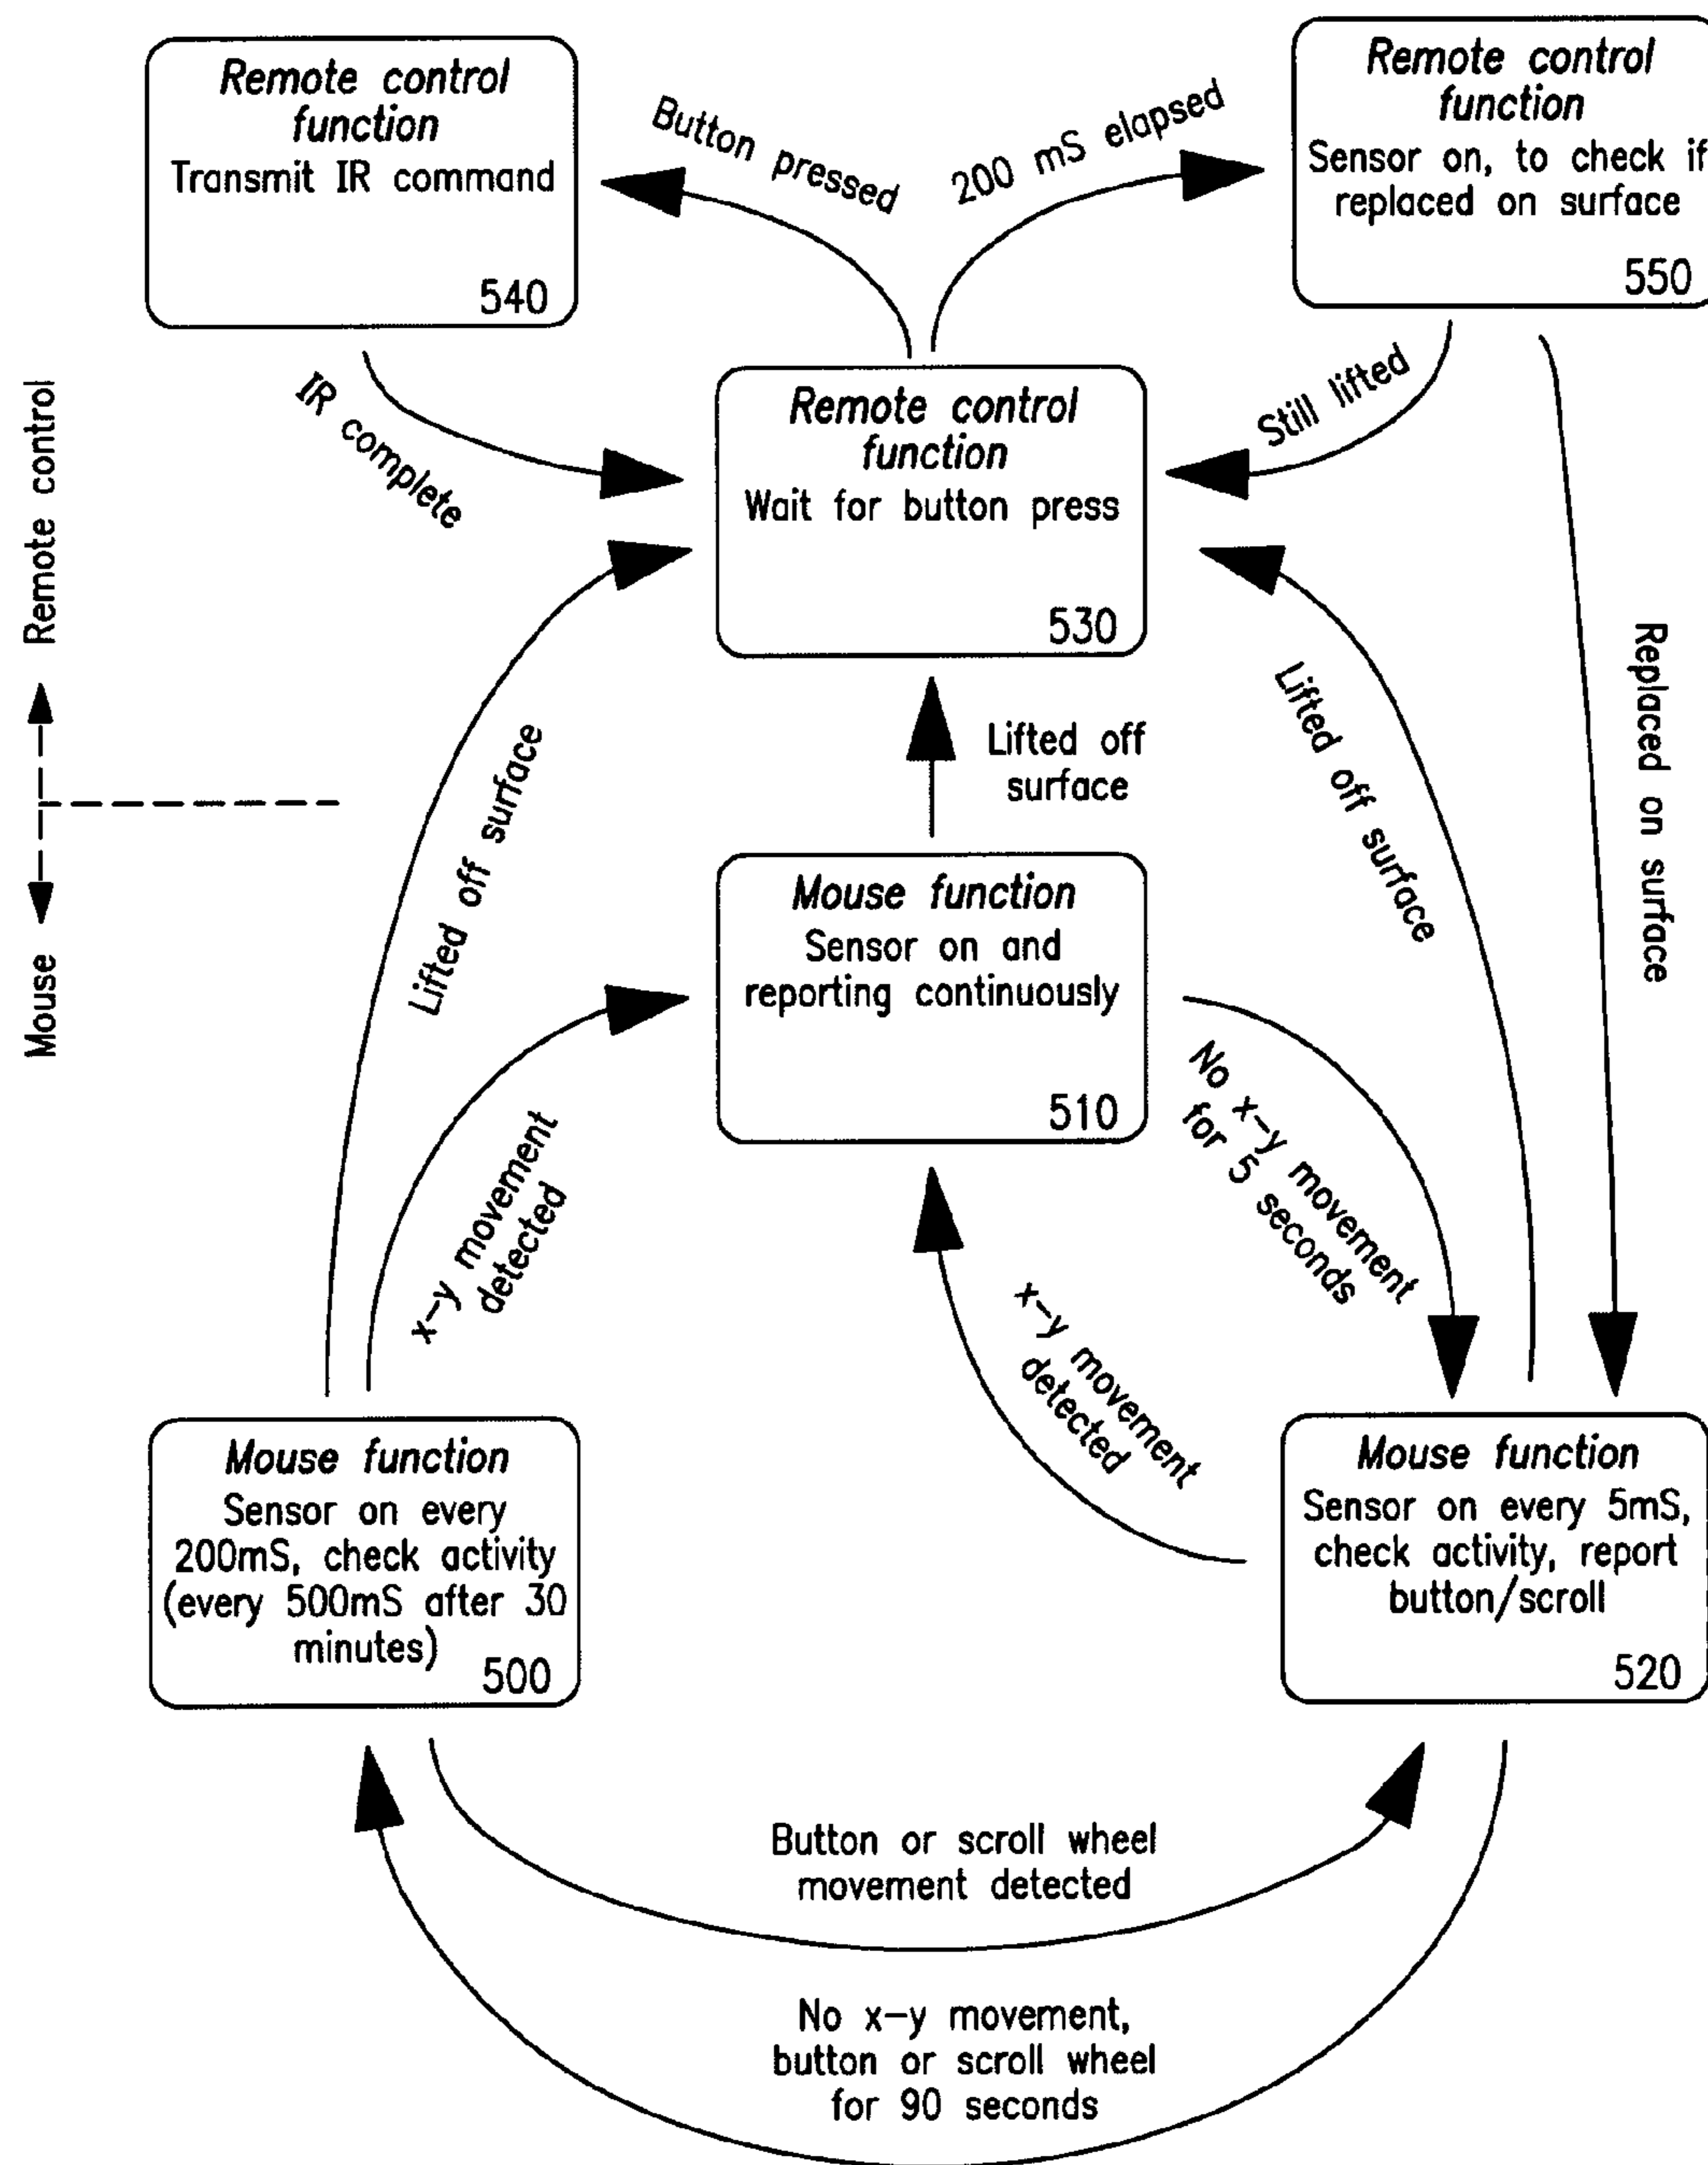 Remote control
function
Transmit IR command
540
Button pressed
200 mS elapsed
Remote control
function
Sensor on, to check if
replaced on surface
550
IR complete
Remote control
function
Wait for button press
530
Still lifted
Remote control
Mouse
Lifted off surface
Lifted off
surface
Lifted off surface
Replaced on surface
Mouse function
Sensor on and
reporting continuously
510
x-y movement
detected
No x-y movement
for 5 seconds
x-y movement
detected
Mouse function
Sensor on every
200mS, check activity
(every 500mS after 30
minutes)
500
Mouse function
Sensor on every 5mS,
check activity, report
button/scroll
520
Button or scroll wheel
movement detected
No x-y movement,
button or scroll wheel
for 90 seconds